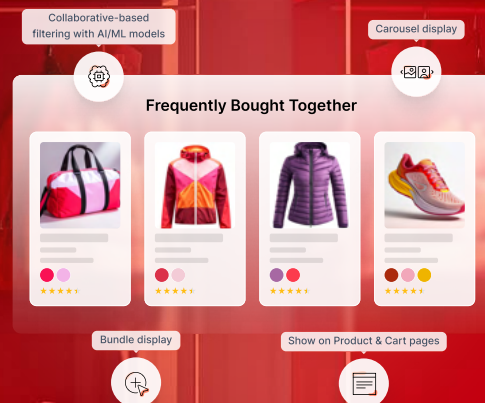 Collaborative-based
filtering with AI/ML models
Carousel display
Frequently Bought Together
Bundle display
Show on Product & Cart pages